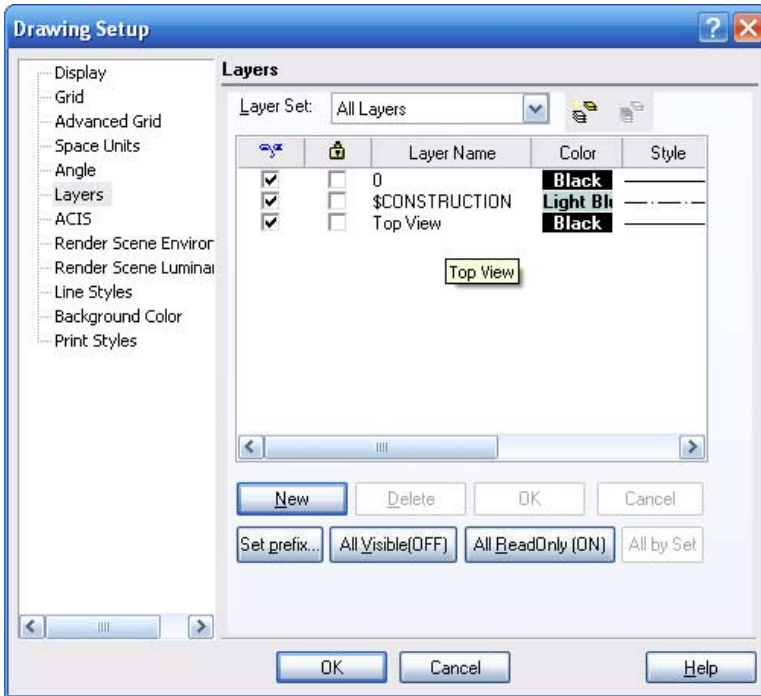 Drawing Setup
Display
Grid
Advanced Grid
Space Units
Angle
Layers
ACIS
Render Scene Enviror
Render Scene Luminar
Line Styles
Background Color
Print Styles
Layers
Layer Set: All Layers
Layer Name Color Style
0 Black
$CONSTRUCTION Light Blu
Top View Black
Top View
New Delete OK Cancel
Set prefix... All Visible(OFF) All ReadOnly (ON) All by Set
OK Cancel Help